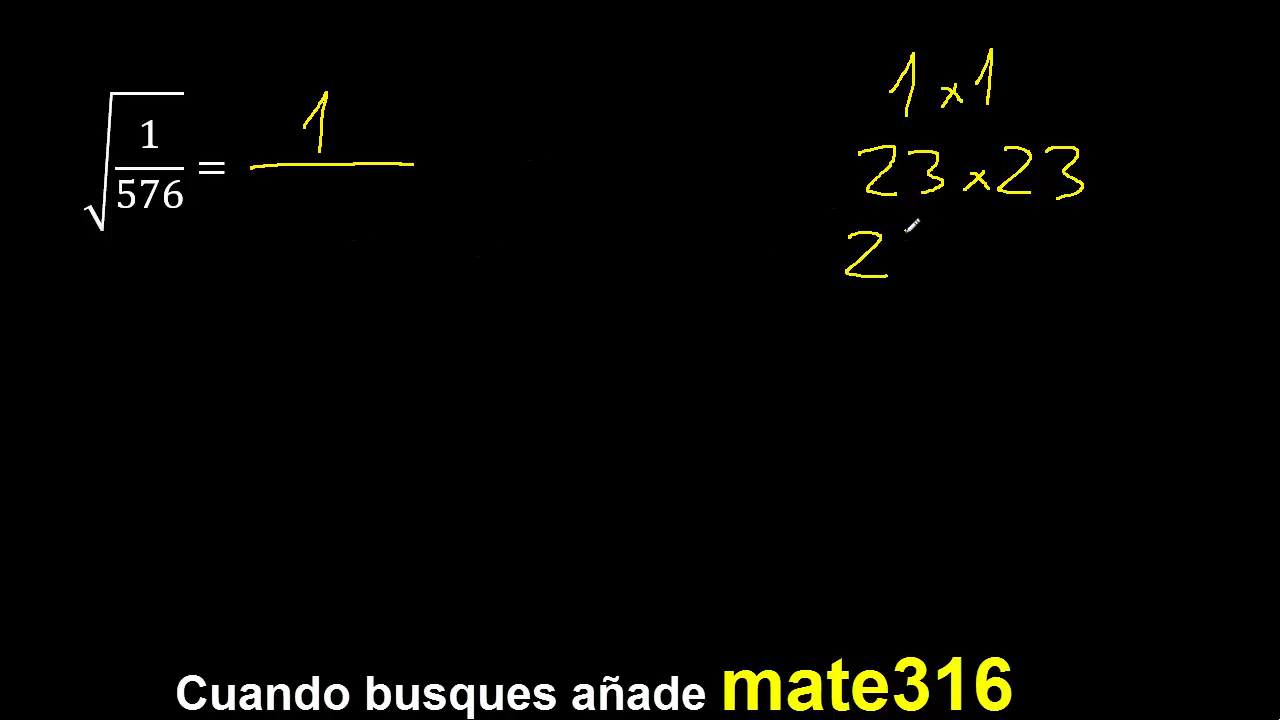 √(1/576) = 1/
1 × 1
23 × 23
2
Cuando busques añade mate316